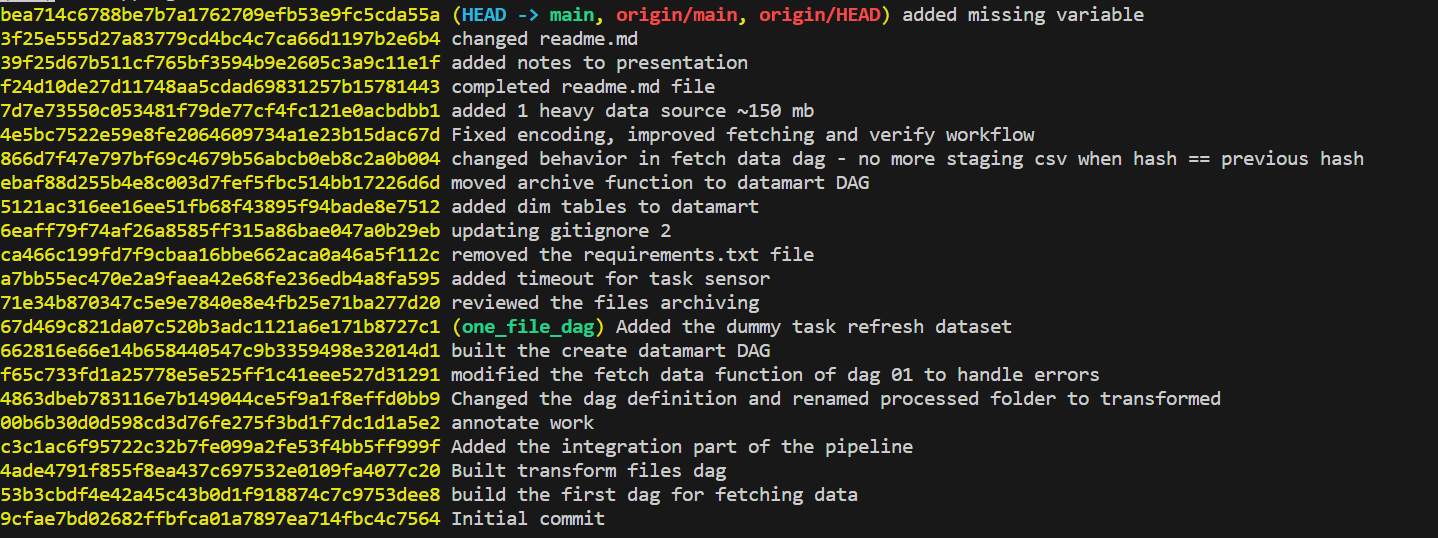 bea714c6788be7b7a1762709efb53e9fc5cda55a (HEAD -> main, origin/main, origin/HEAD) added missing variable
3f25e555d27a83779cd4bc4c7ca66d1197b2e6b4 changed readme.md
39f25d67b511cf765bf3594b9e2605c3a9c11e1f added notes to presentation
f24d10de27d11748aa5cdad69831257b15781443 completed readme.md file
7d7e73550c053481f79de77cf4fc121e0acbdbb1 added 1 heavy data source ~150 mb
4e5bc7522e59e8fe2064609734a1e23b15dac67d Fixed encoding, improved fetching and verify workflow
866d7f47e797bf69c4679b56abcb0eb8c2a0b004 changed behavior in fetch data dag - no more staging csv when hash == previous hash
ebaf88d255b4e8c003d7fef5fbc514bb17226d6d moved archive function to datamart DAG
5121ac316ee16ee51fb68f43895f94bade8e7512 added dim tables to datamart
6eaff79f74af26a8585ff315a86bae047a0b29eb updating gitignore 2
ca466c199fd7f9cbaa16bbe662aca0a46a5f112c removed the requirements.txt file
a7bb55ec470e2a9faea42e68fe236edb4a8fa595 added timeout for task sensor
71e34b870347c5e9e7840e8e4fb25e71ba277d20 reviewed the files archiving
67d469c821da07c520b3adc1121a6e171b8727c1 (one_file_dag) Added the dummy task refresh dataset
662816e66e14b658440547c9b3359498e32014d1 built the create datamart DAG
f65c733fd1a25778e5e525ff1c41eee527d31291 modified the fetch data function of dag 01 to handle errors
4863dbeb783116e7b149044ce5f9a1f8effd0bb9 Changed the dag definition and renamed processed folder to transformed
00b6b30d0d598cd3d76fe275f3bd1f7dc1d1a5e2 annotate work
c3c1ac6f95722c32b7fe099a2fe53f4bb5ff999f Added the integration part of the pipeline
4ade4791f855f8ea437c697532e0109fa4077c20 Built transform files dag
53b3cbdf4e42a45c43b0d1f918874c7c9753dee8 build the first dag for fetching data
9cfae7bd02682ffbfca01a7897ea714fbc4c7564 Initial commit